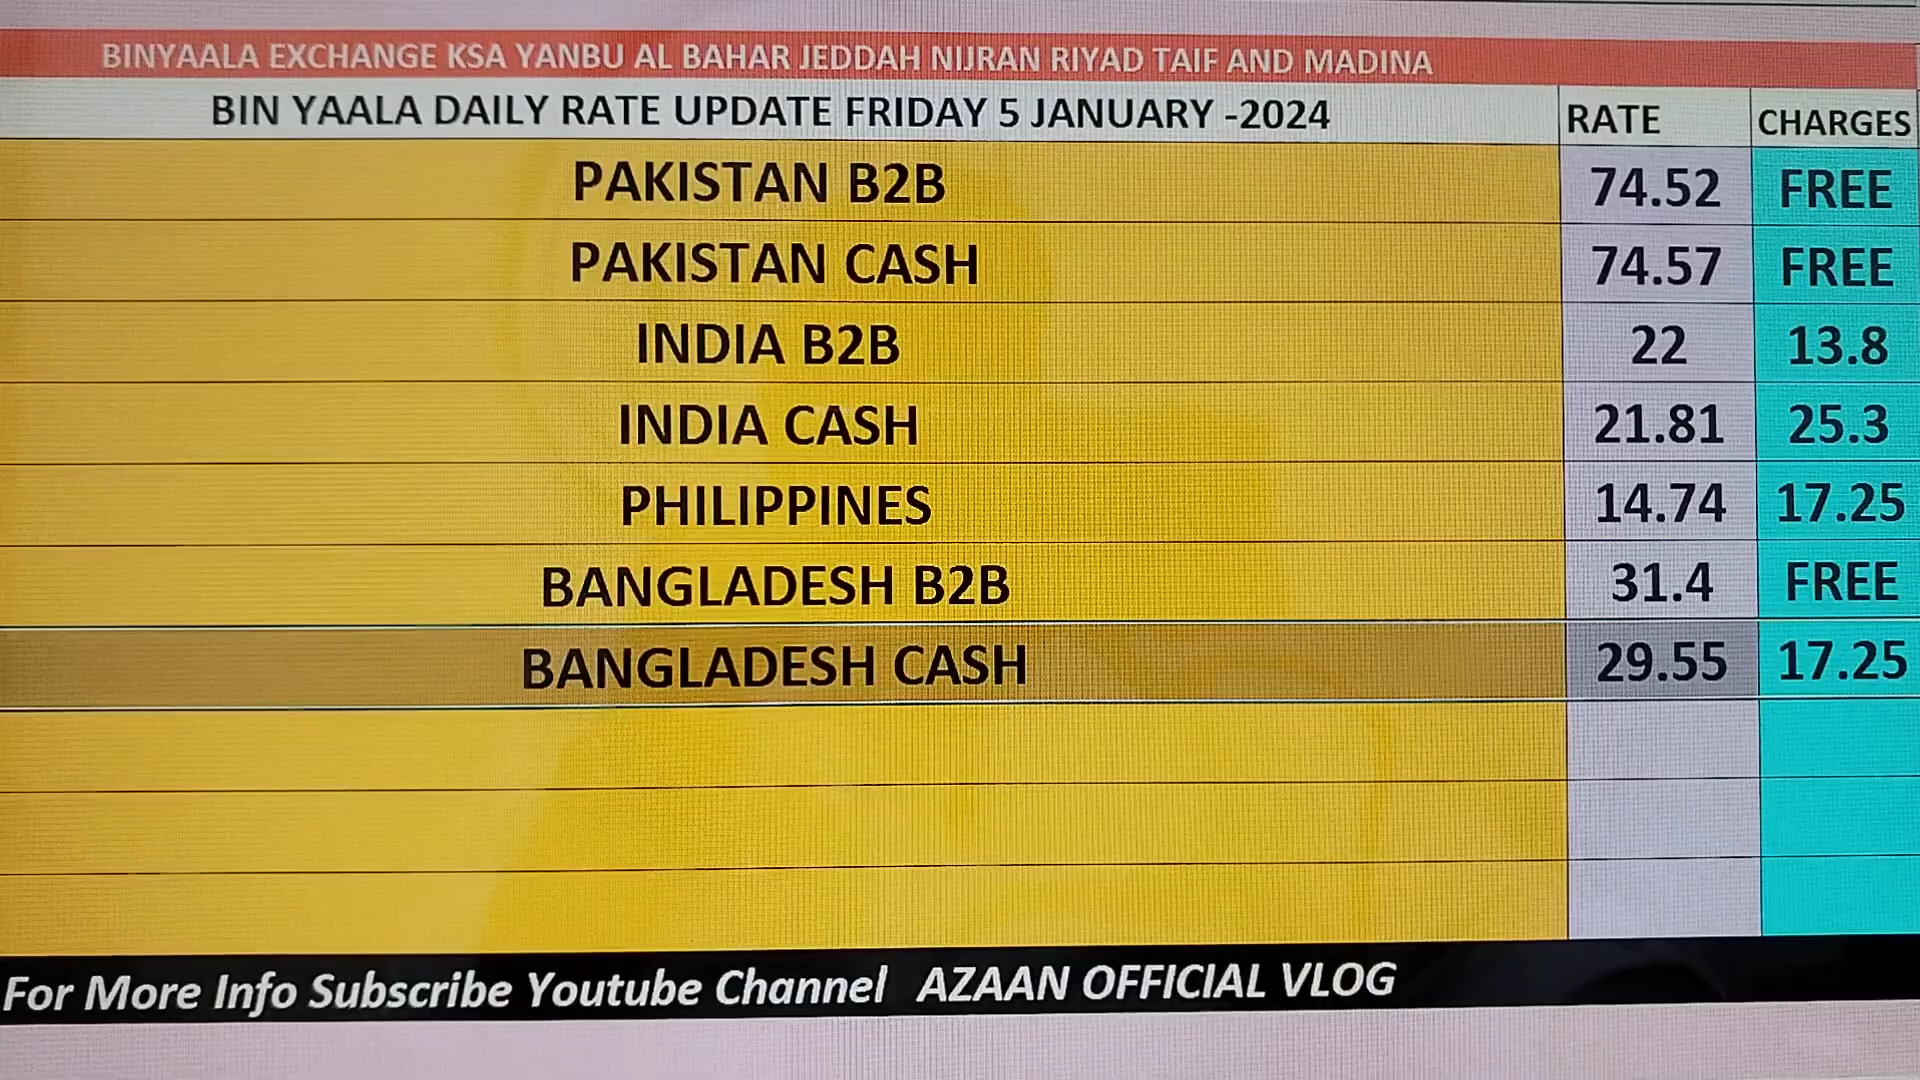 BINYAALA EXCHANGE KSA YANBU AL BAHAR JEDDAH NIJRAN RIYAD TAIF AND MADINA
BIN YAALA DAILY RATE UPDATE FRIDAY 5 JANUARY -2024 RATE CHARGES
PAKISTAN B2B 74.52 FREE
PAKISTAN CASH 74.57 FREE
INDIA B2B 22 13.8
INDIA CASH 21.81 25.3
PHILIPPINES 14.74 17.25
BANGLADESH B2B 31.4 FREE
BANGLADESH CASH 29.55 17.25
For More Info Subscribe Youtube Channel AZAAN OFFICIAL VLOG